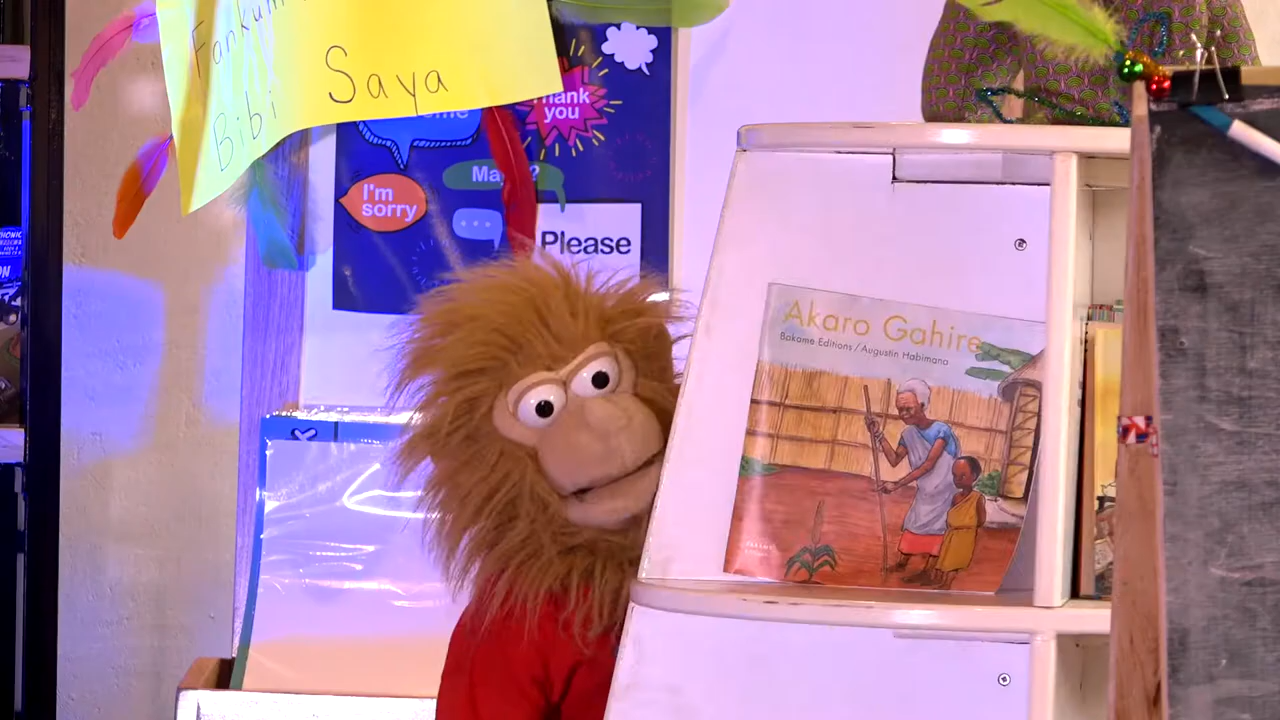 Saya
Bibi
Thank
you
I'm
sorry
Please
Akaro Gahire
Bakame Editions / Augustin Habimana